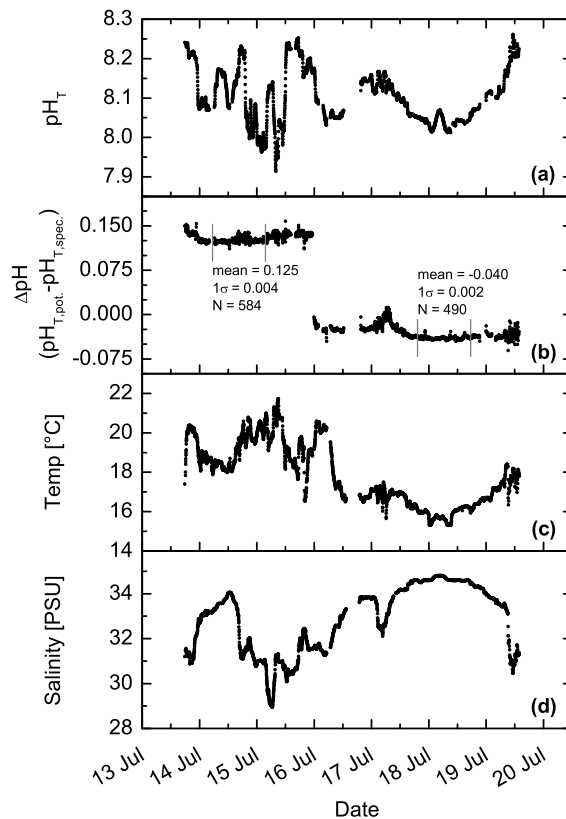 8.3
8.2
8.1
8.0
7.9
pH_T
(a)
0.150
0.075
0.000
-0.075
ΔpH
(pH_T,pot.-pH_T,spec.)
mean = 0.125
1σ = 0.004
N = 584
mean = -0.040
1σ = 0.002
N = 490
(b)
22
20
18
16
14
Temp [°C]
(c)
34
32
30
28
Salinity [PSU]
(d)
13 Jul
14 Jul
15 Jul
16 Jul
17 Jul
18 Jul
19 Jul
20 Jul
Date